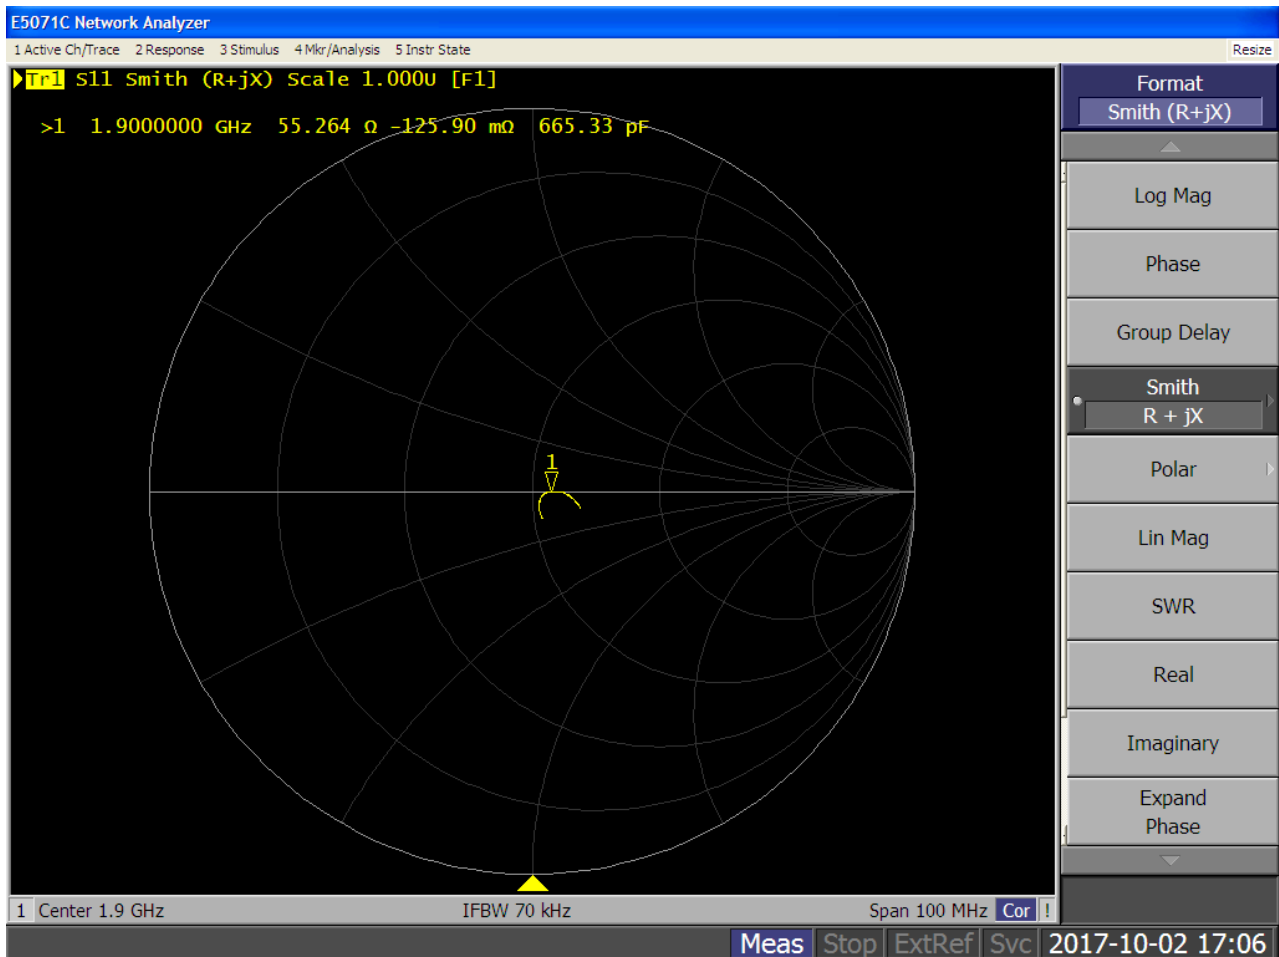 E5071C Network Analyzer
1 Active Ch/Trace 2 Response 3 Stimulus 4 Mkr/Analysis 5 Instr State
Resize
Tr1 S11 Smith (R+jX) Scale 1.000U [F1]
>1 1.9000000 GHz 55.264 Ω -125.90 mΩ 665.33 pF
1
Format
Smith (R+jX)
Log Mag
Phase
Group Delay
Smith
R + jX
Polar
Lin Mag
SWR
Real
Imaginary
Expand
Phase
1 Center 1.9 GHz IFBW 70 kHz Span 100 MHz Cor !
Meas Stop ExtRef Svc 2017-10-02 17:06